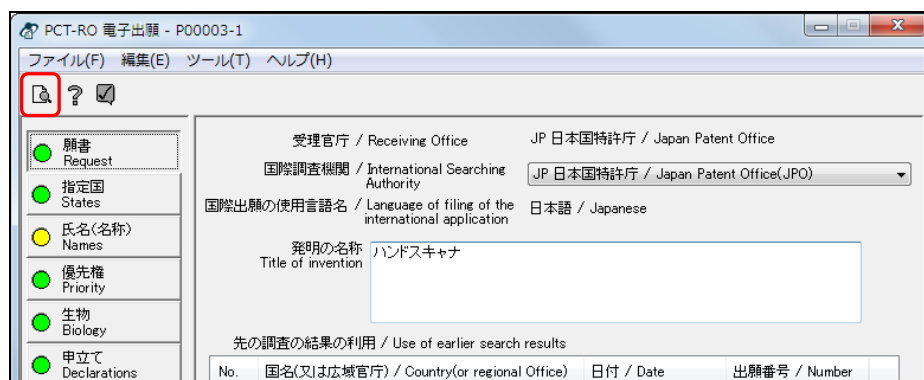 PCT-RO 電子出願 - P00003-1
ファイル(F) 編集(E) ツール(T) ヘルプ(H)
願書
Request
指定国
States
氏名(名称)
Names
優先権
Priority
生物
Biology
申立て
Declarations
受理官庁 / Receiving Office JP 日本国特許庁 / Japan Patent Office
国際調査機関 / International Searching
Authority
JP 日本国特許庁 / Japan Patent Office(JPO)
国際出願の使用言語名 / Language of filing of the
international application
日本語 / Japanese
発明の名称
Title of invention
ハンドスキャナ
先の調査の結果の利用 / Use of earlier search results
No. 国名(又は広域官庁) / Country(or regional Office) 日付 / Date 出願番号 / Number